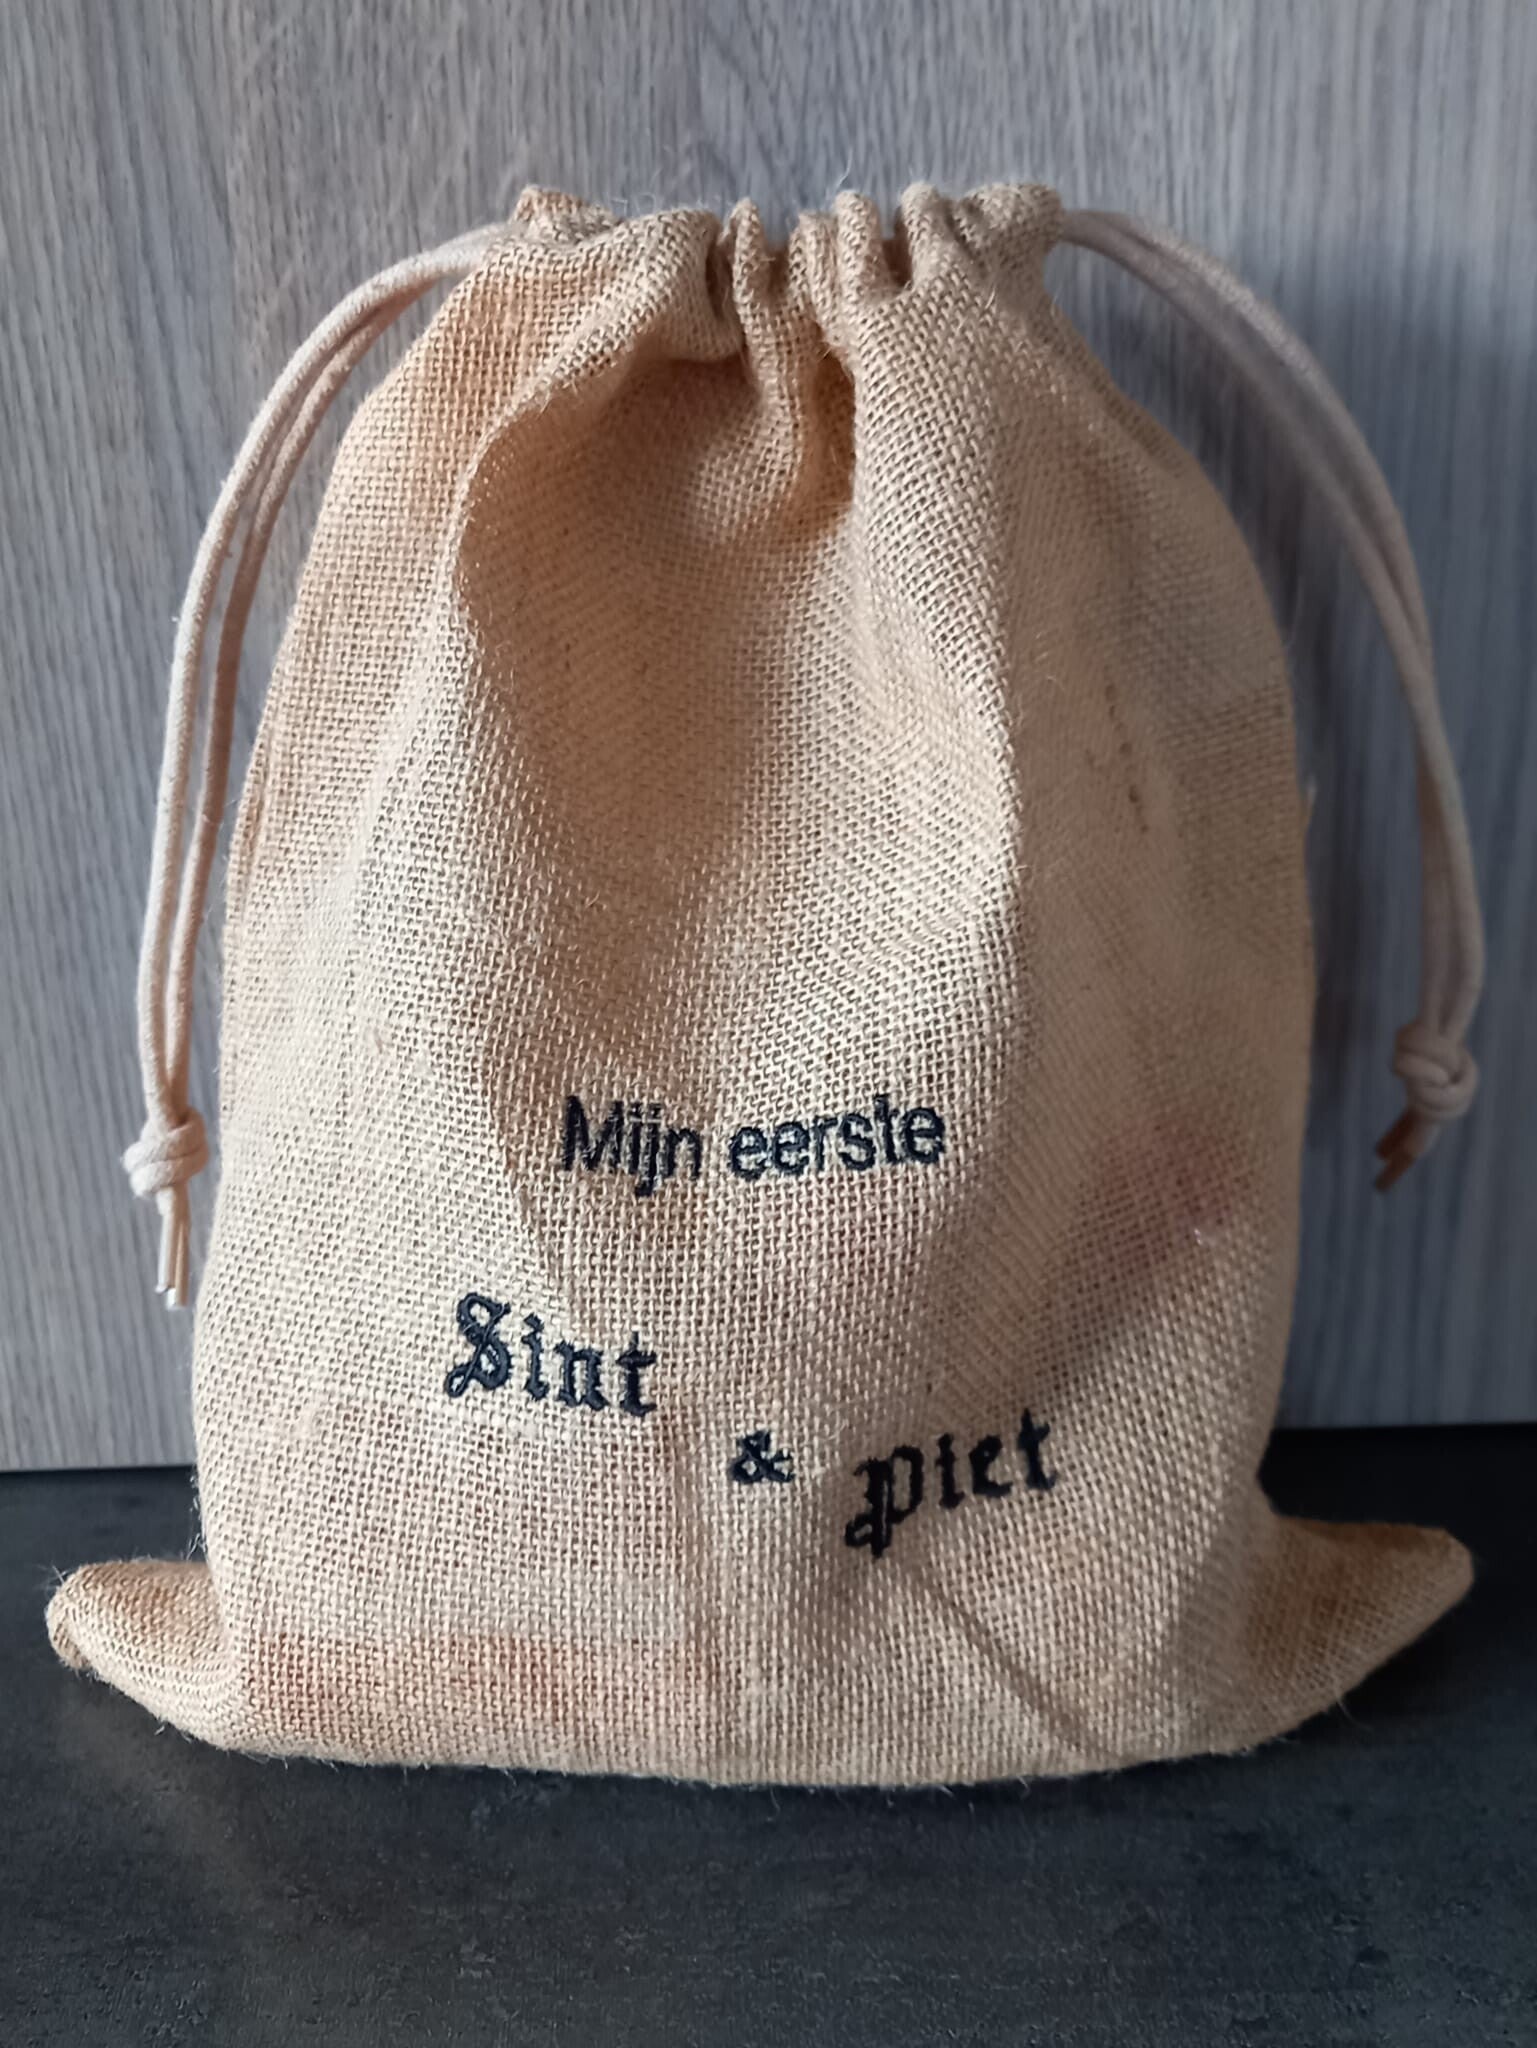 Mijn eerste
Sint
& Piet